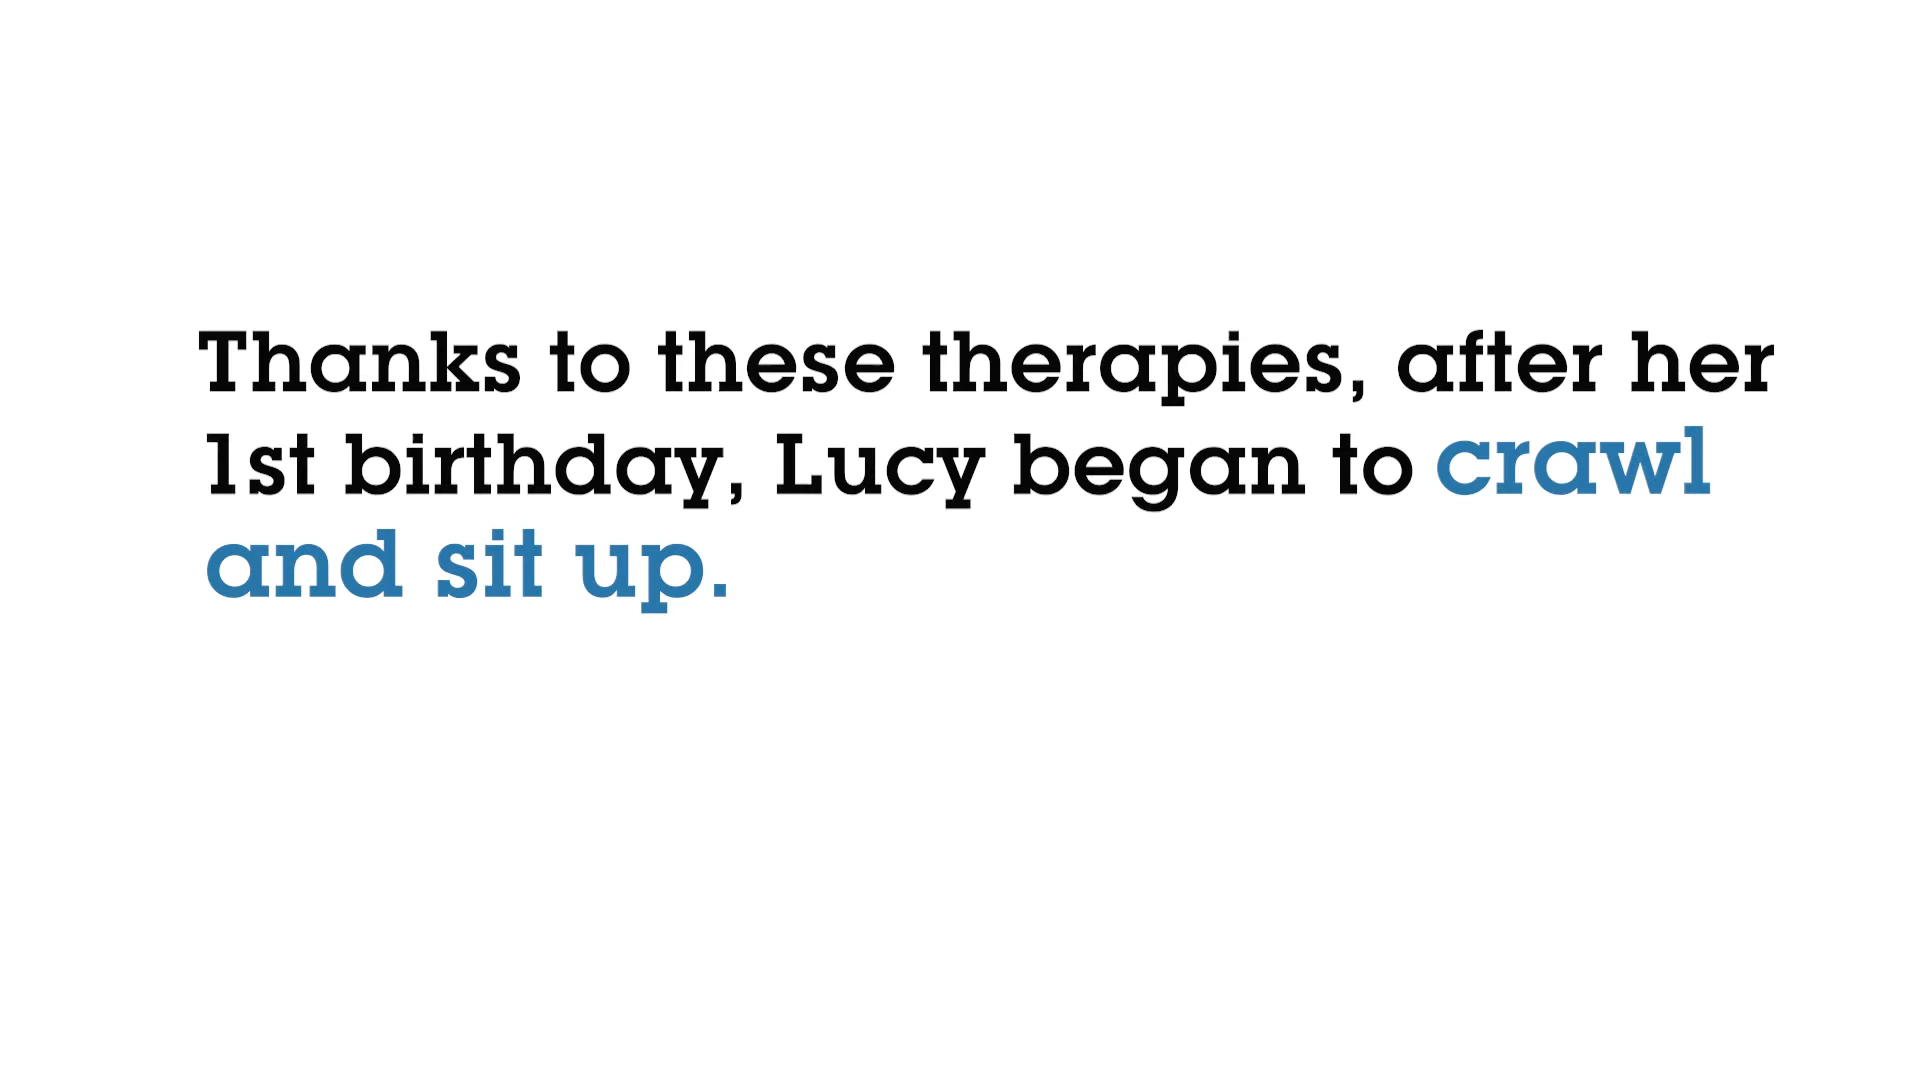 Thanks to these therapies, after her
1st birthday, Lucy began to crawl
and sit up.